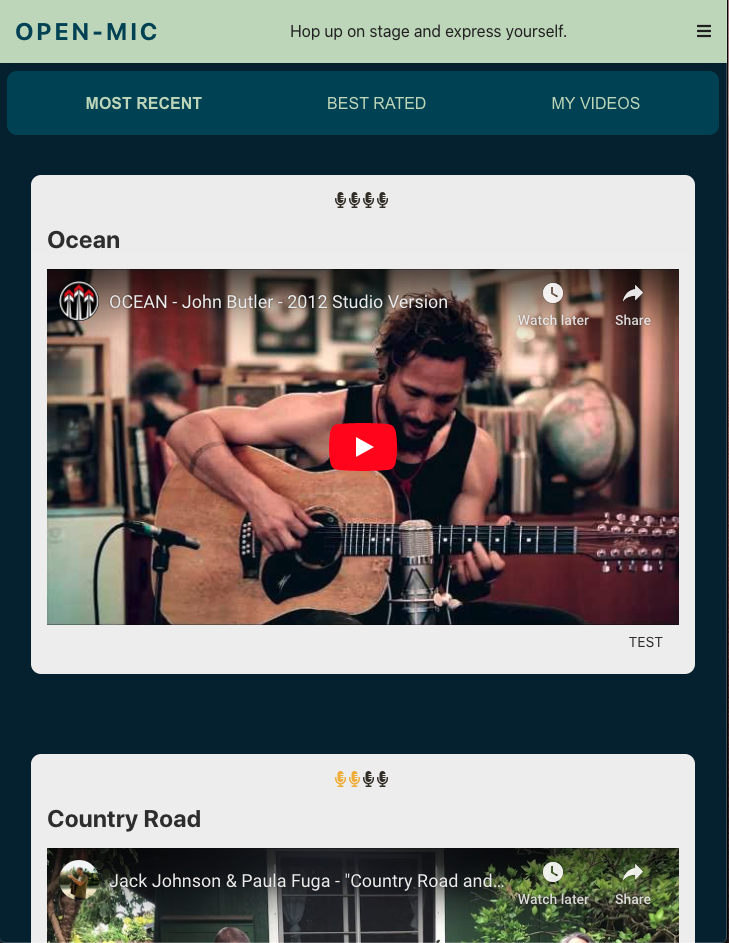 OPEN-MIC
Hop up on stage and express yourself.
MOST RECENT
BEST RATED
MY VIDEOS
Ocean
OCEAN - John Butler - 2012 Studio Version
Watch later
Share
TEST
Country Road
Jack Johnson & Paula Fuga - "Country Road and...
Watch later
Share